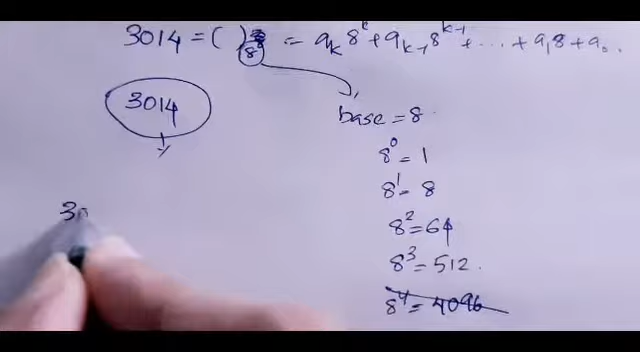 3014 = ( )₈ = aₖ 8ᵏ + aₖ₋₁ 8ᵏ⁻¹ + ... + a₁ 8 + a₀.
3014
base = 8
8⁰ = 1
8¹ = 8
8² = 64
30
8³ = 512.
8⁴ = 4096